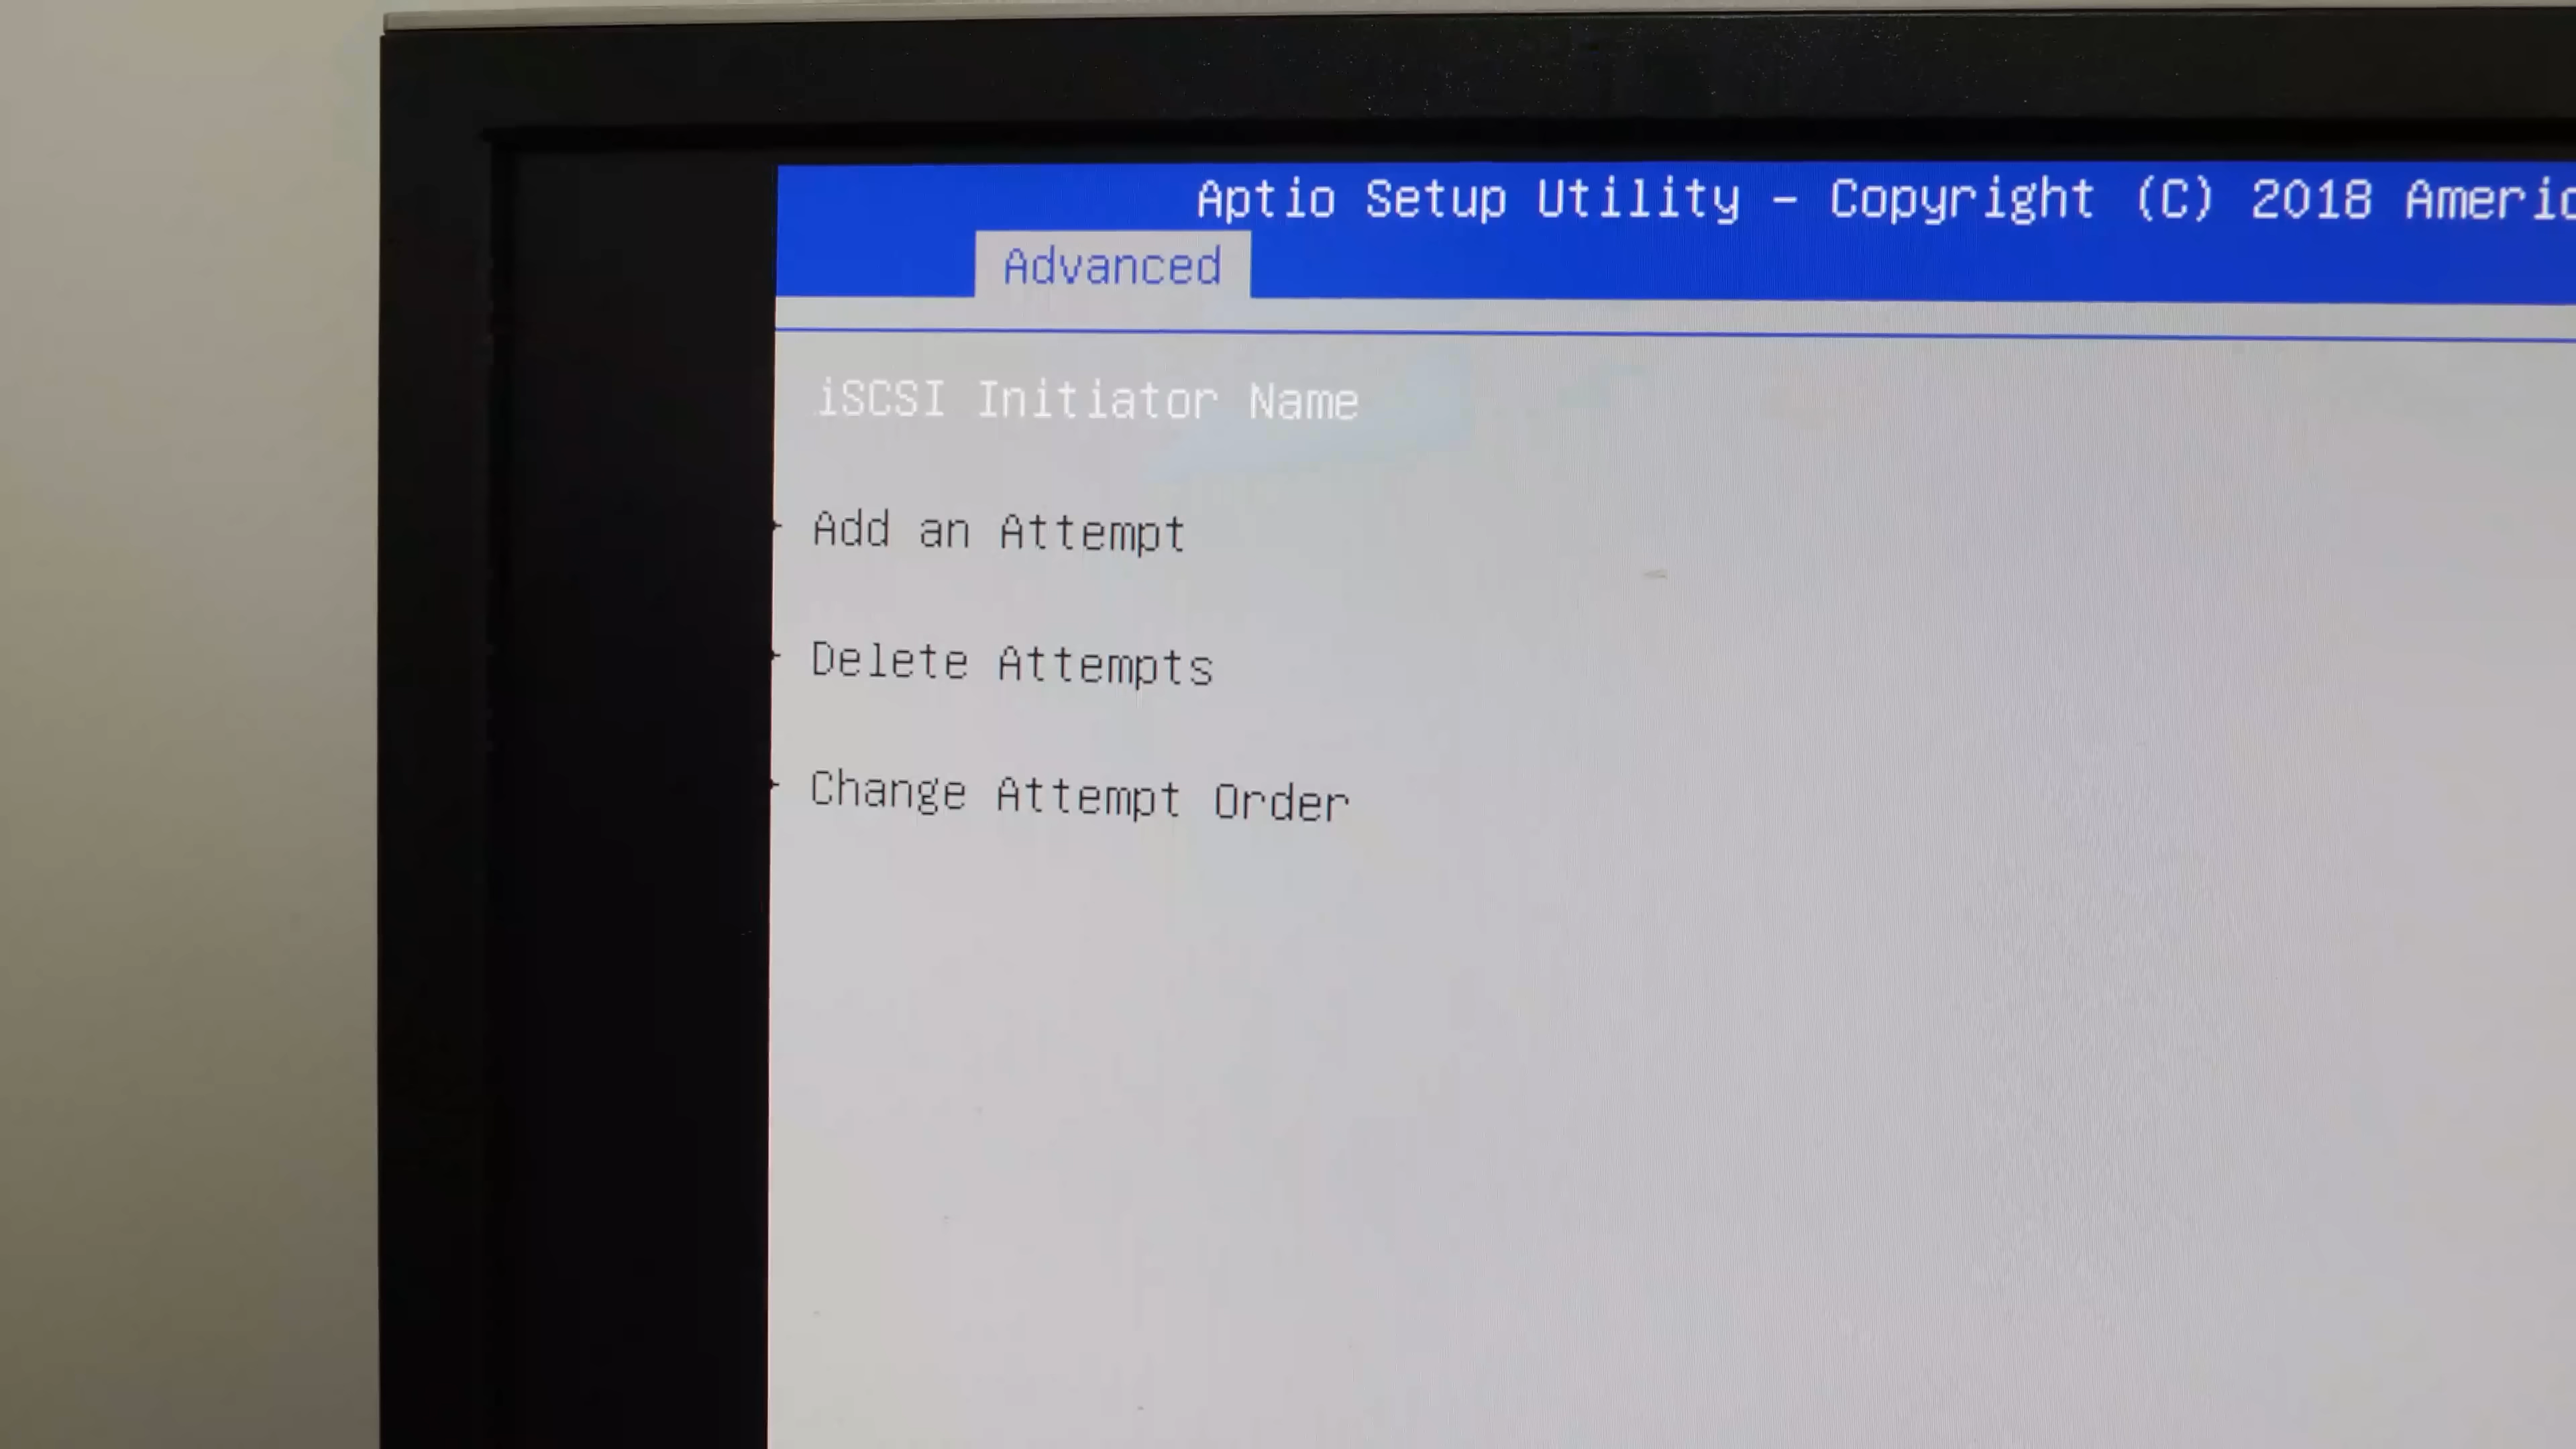 Aptio Setup Utility - Copyright (C) 2018
Advanced
iSCSI Initiator Name
Add an Attempt
Delete Attempts
Change Attempt Order